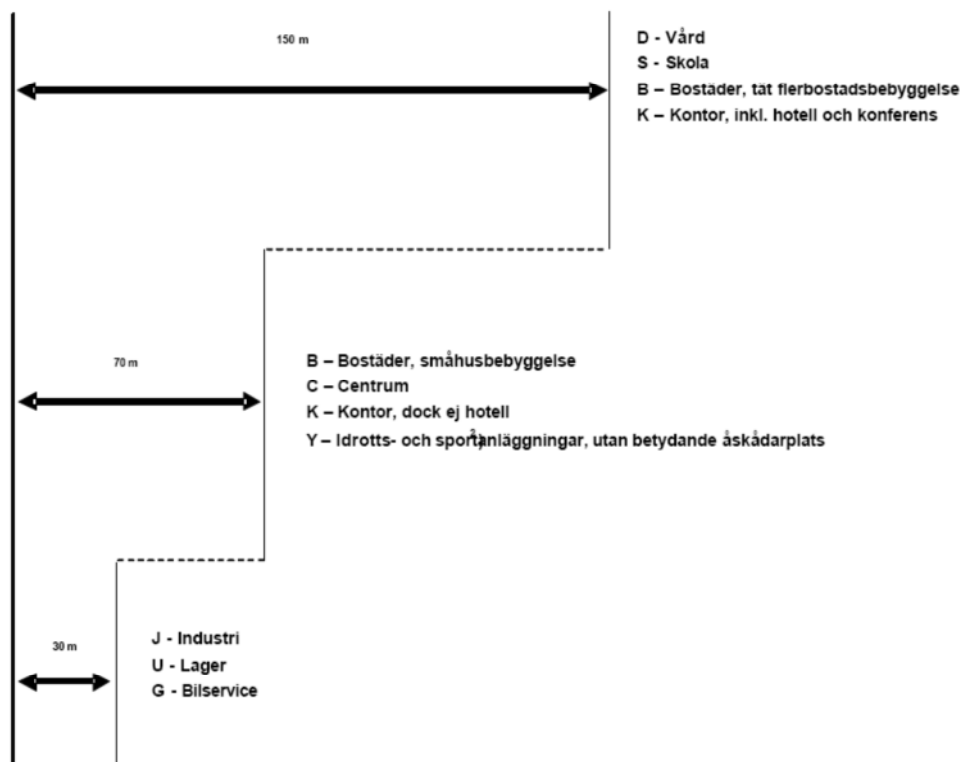 150 m
D - Vård
S - Skola
B – Bostäder, tät flerbostadsbebyggelse
K – Kontor, inkl. hotell och konferens
70 m
B – Bostäder, småhusbebyggelse
C – Centrum
K – Kontor, dock ej hotell
Y – Idrotts- och sportanläggningar, utan betydande åskådarplats
2)
30 m
J - Industri
U - Lager
G - Bilservice